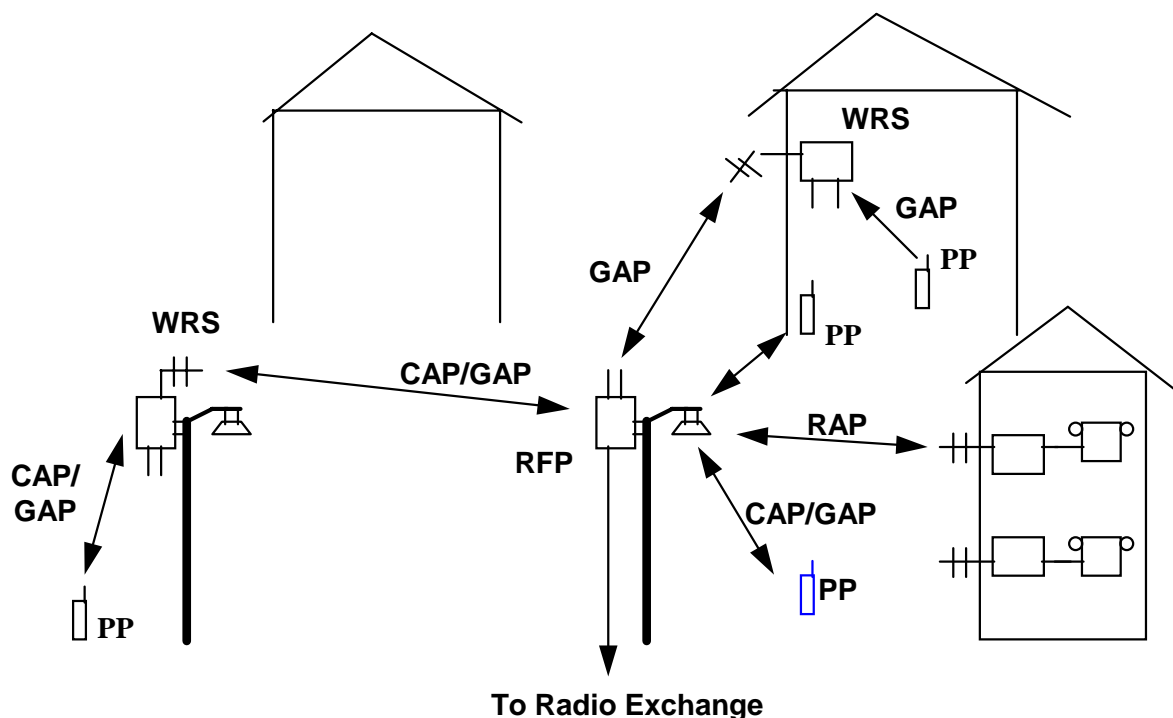 WRS
GAP
PP
GAP
PP
WRS
CAP/GAP
RAP
RFP
CAP/
GAP
CAP/GAP
PP
PP
To Radio Exchange